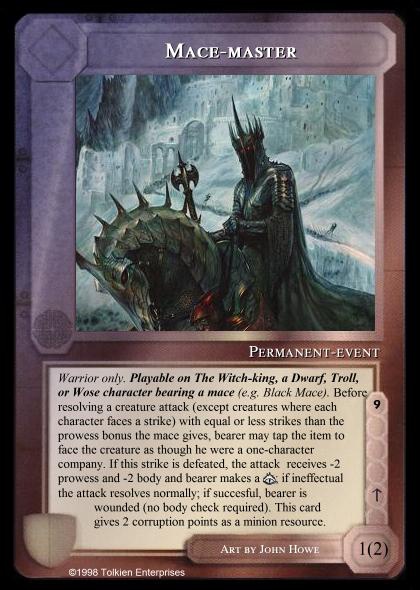 Mace-master
Permanent-event
Warrior only. Playable on The Witch-king, a Dwarf, Troll,
or Wose character bearing a mace (e.g. Black Mace). Before
resolving a creature attack (except creatures where each
character faces a strike) with equal or less strikes than the
prowess bonus the mace gives, bearer may tap the item to
face the creature as though he were a one-character
company. If this strike is defeated, the attack receives -2
prowess and -2 body and bearer makes a ; if ineffectual
the attack resolves normally; if succesful, bearer is
wounded (no body check required). This card
gives 2 corruption points as a minion resource.
9
Art by John Howe
1(2)
©1998 Tolkien Enterprises